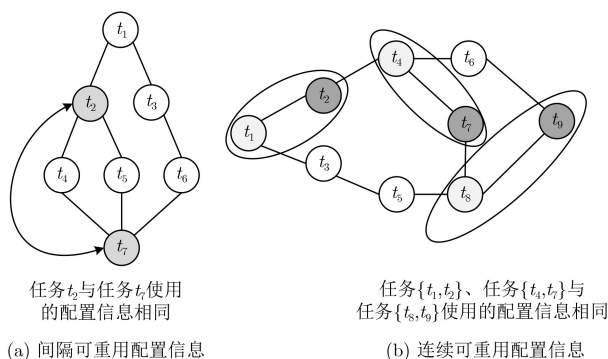 t₁
t₂
t₃
t₄
t₅
t₆
t₇
任务t₂与任务t₇使用
的配置信息相同
(a) 间隔可重用配置信息
t₄
t₆
t₂
t₇
t₉
t₁
t₃
t₅
t₈
任务{t₁,t₂}、任务{t₄,t₇}与
任务{t₈,t₉}使用的配置信息相同
(b) 连续可重用配置信息